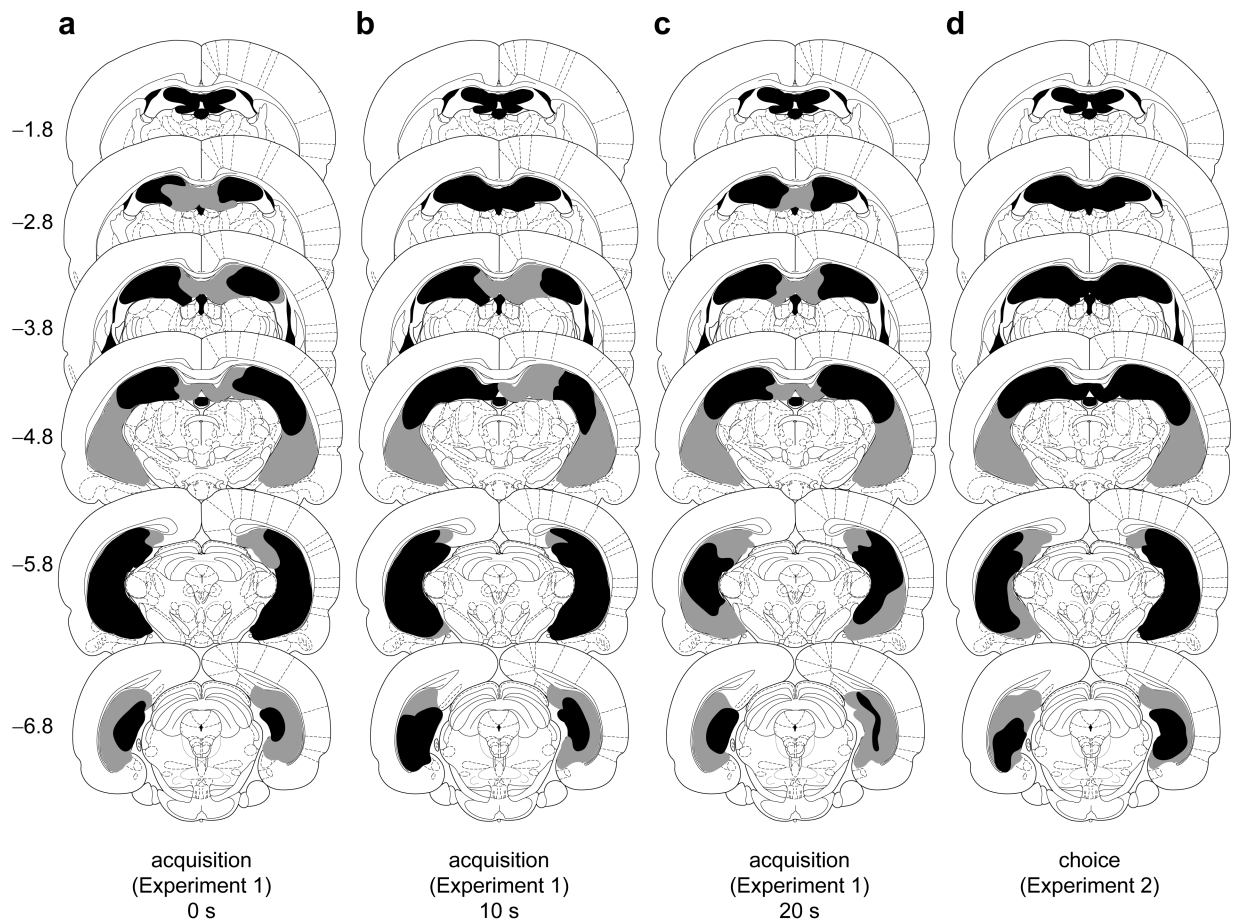 a b c d
–1.8
–2.8
–3.8
–4.8
–5.8
–6.8
acquisition acquisition acquisition choice
(Experiment 1) (Experiment 1) (Experiment 1) (Experiment 2)
0 s 10 s 20 s